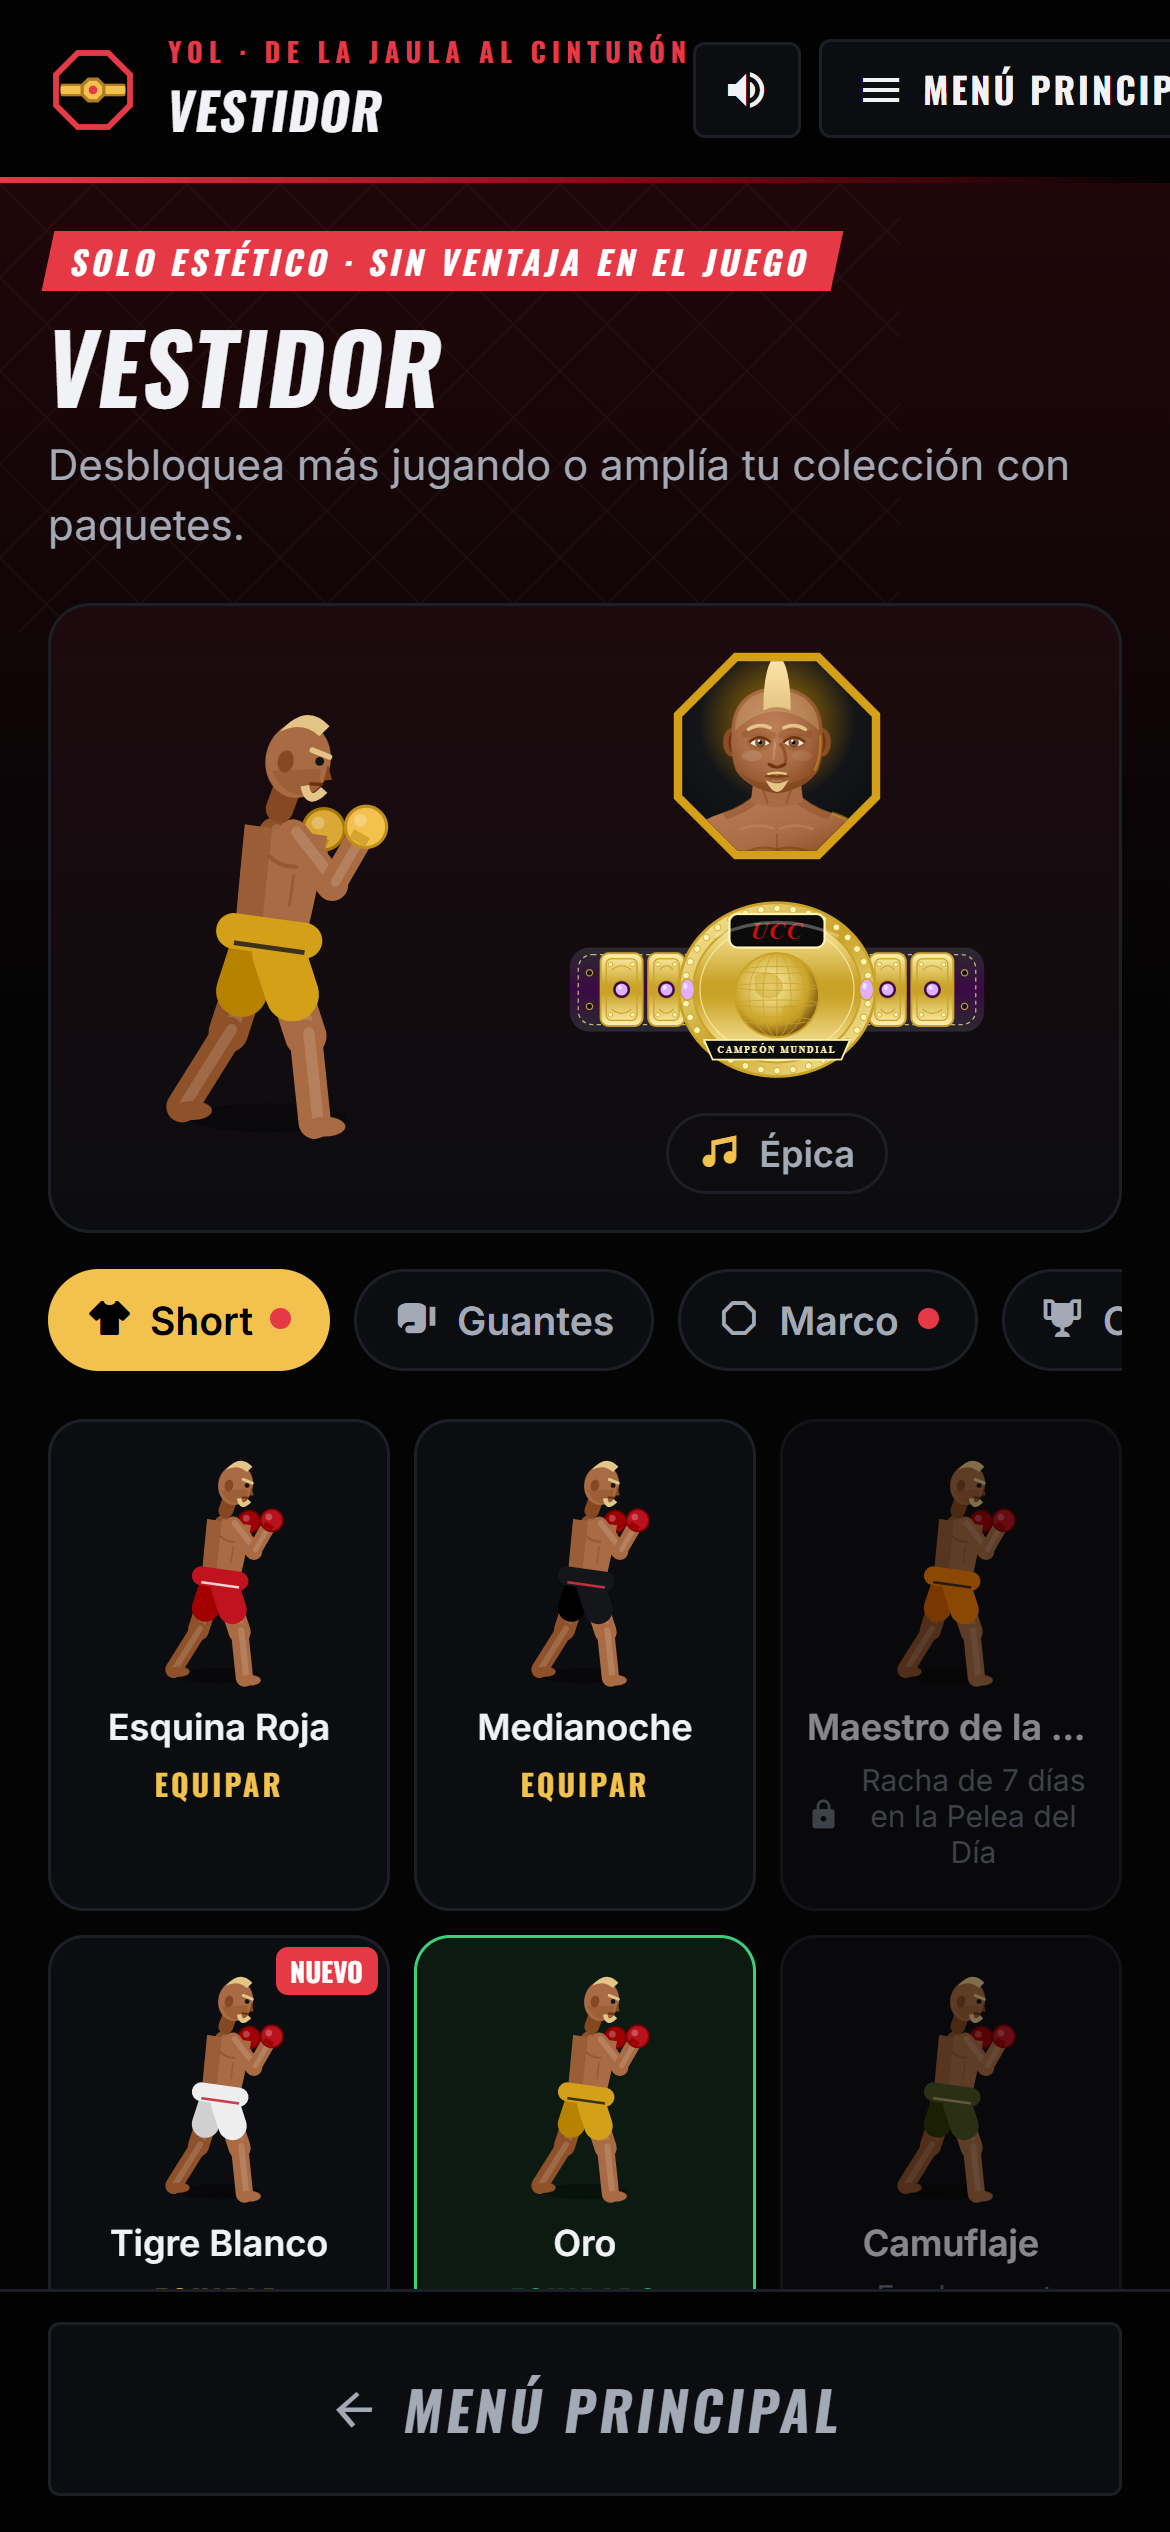 YOL · DE LA JAULA AL CINTURÓN
VESTIDOR
MENÚ
SOLO ESTÉTICO · SIN VENTAJA EN EL JUEGO
VESTIDOR
Desbloquea más jugando o amplía tu colección con
paquetes.
UCC
CAMPEÓN MUNDIAL
Épica
Short
Guantes
Marco
Esquina Roja
EQUIPAR
Medianoche
EQUIPAR
Maestro de la ...
Racha de 7 días
en la Pelea del
Día
NUEVO
Tigre Blanco
Oro
Camuflaje
MENÚ PRINCIPAL